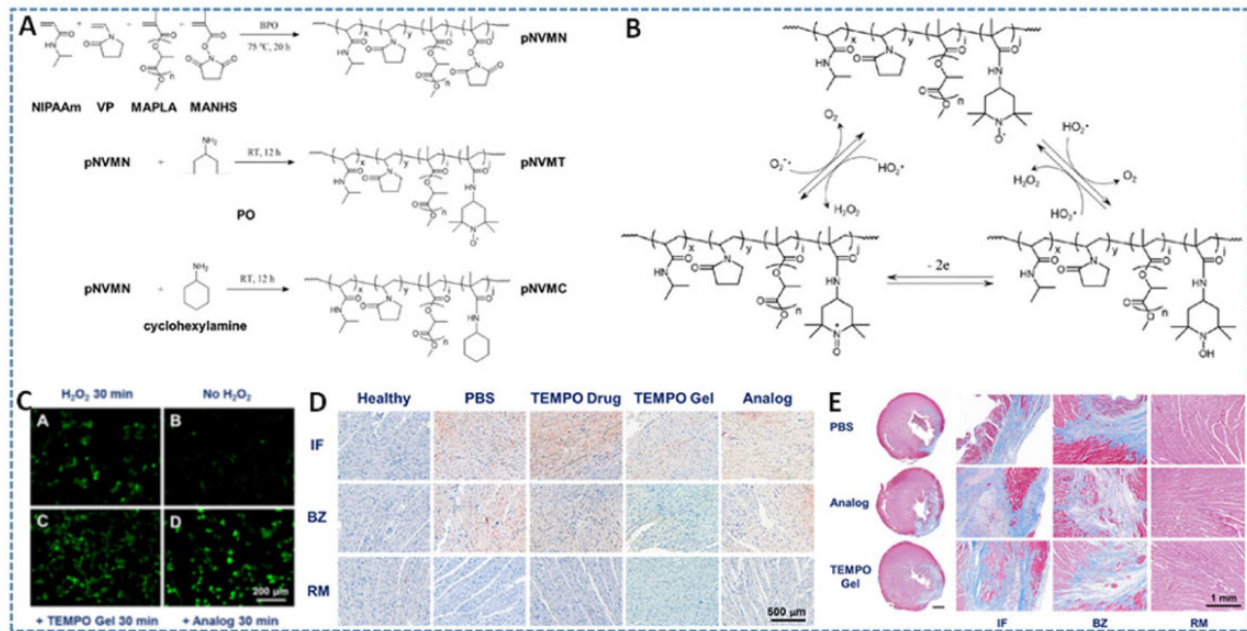 A
BPO
75 °C, 20 h
pNVMN
NIPAAm VP MAPLA MANHS
pNVMN + NH2 RT, 12 h pNVMT
PO
pNVMN + NH2 RT, 12 h pNVMC
cyclohexylamine
B
O2
O2•-
HO2•
H2O2
HO2•
H2O2
O2
HO2•
- 2e
C
H2O2 30 min No H2O2
A B
C D
200 µm
+ TEMPO Gel 30 min + Analog 30 min
D
Healthy PBS TEMPO Drug TEMPO Gel Analog
IF
BZ
RM
500 µm
E
PBS
Analog
TEMPO
Gel
1 mm
IF BZ RM